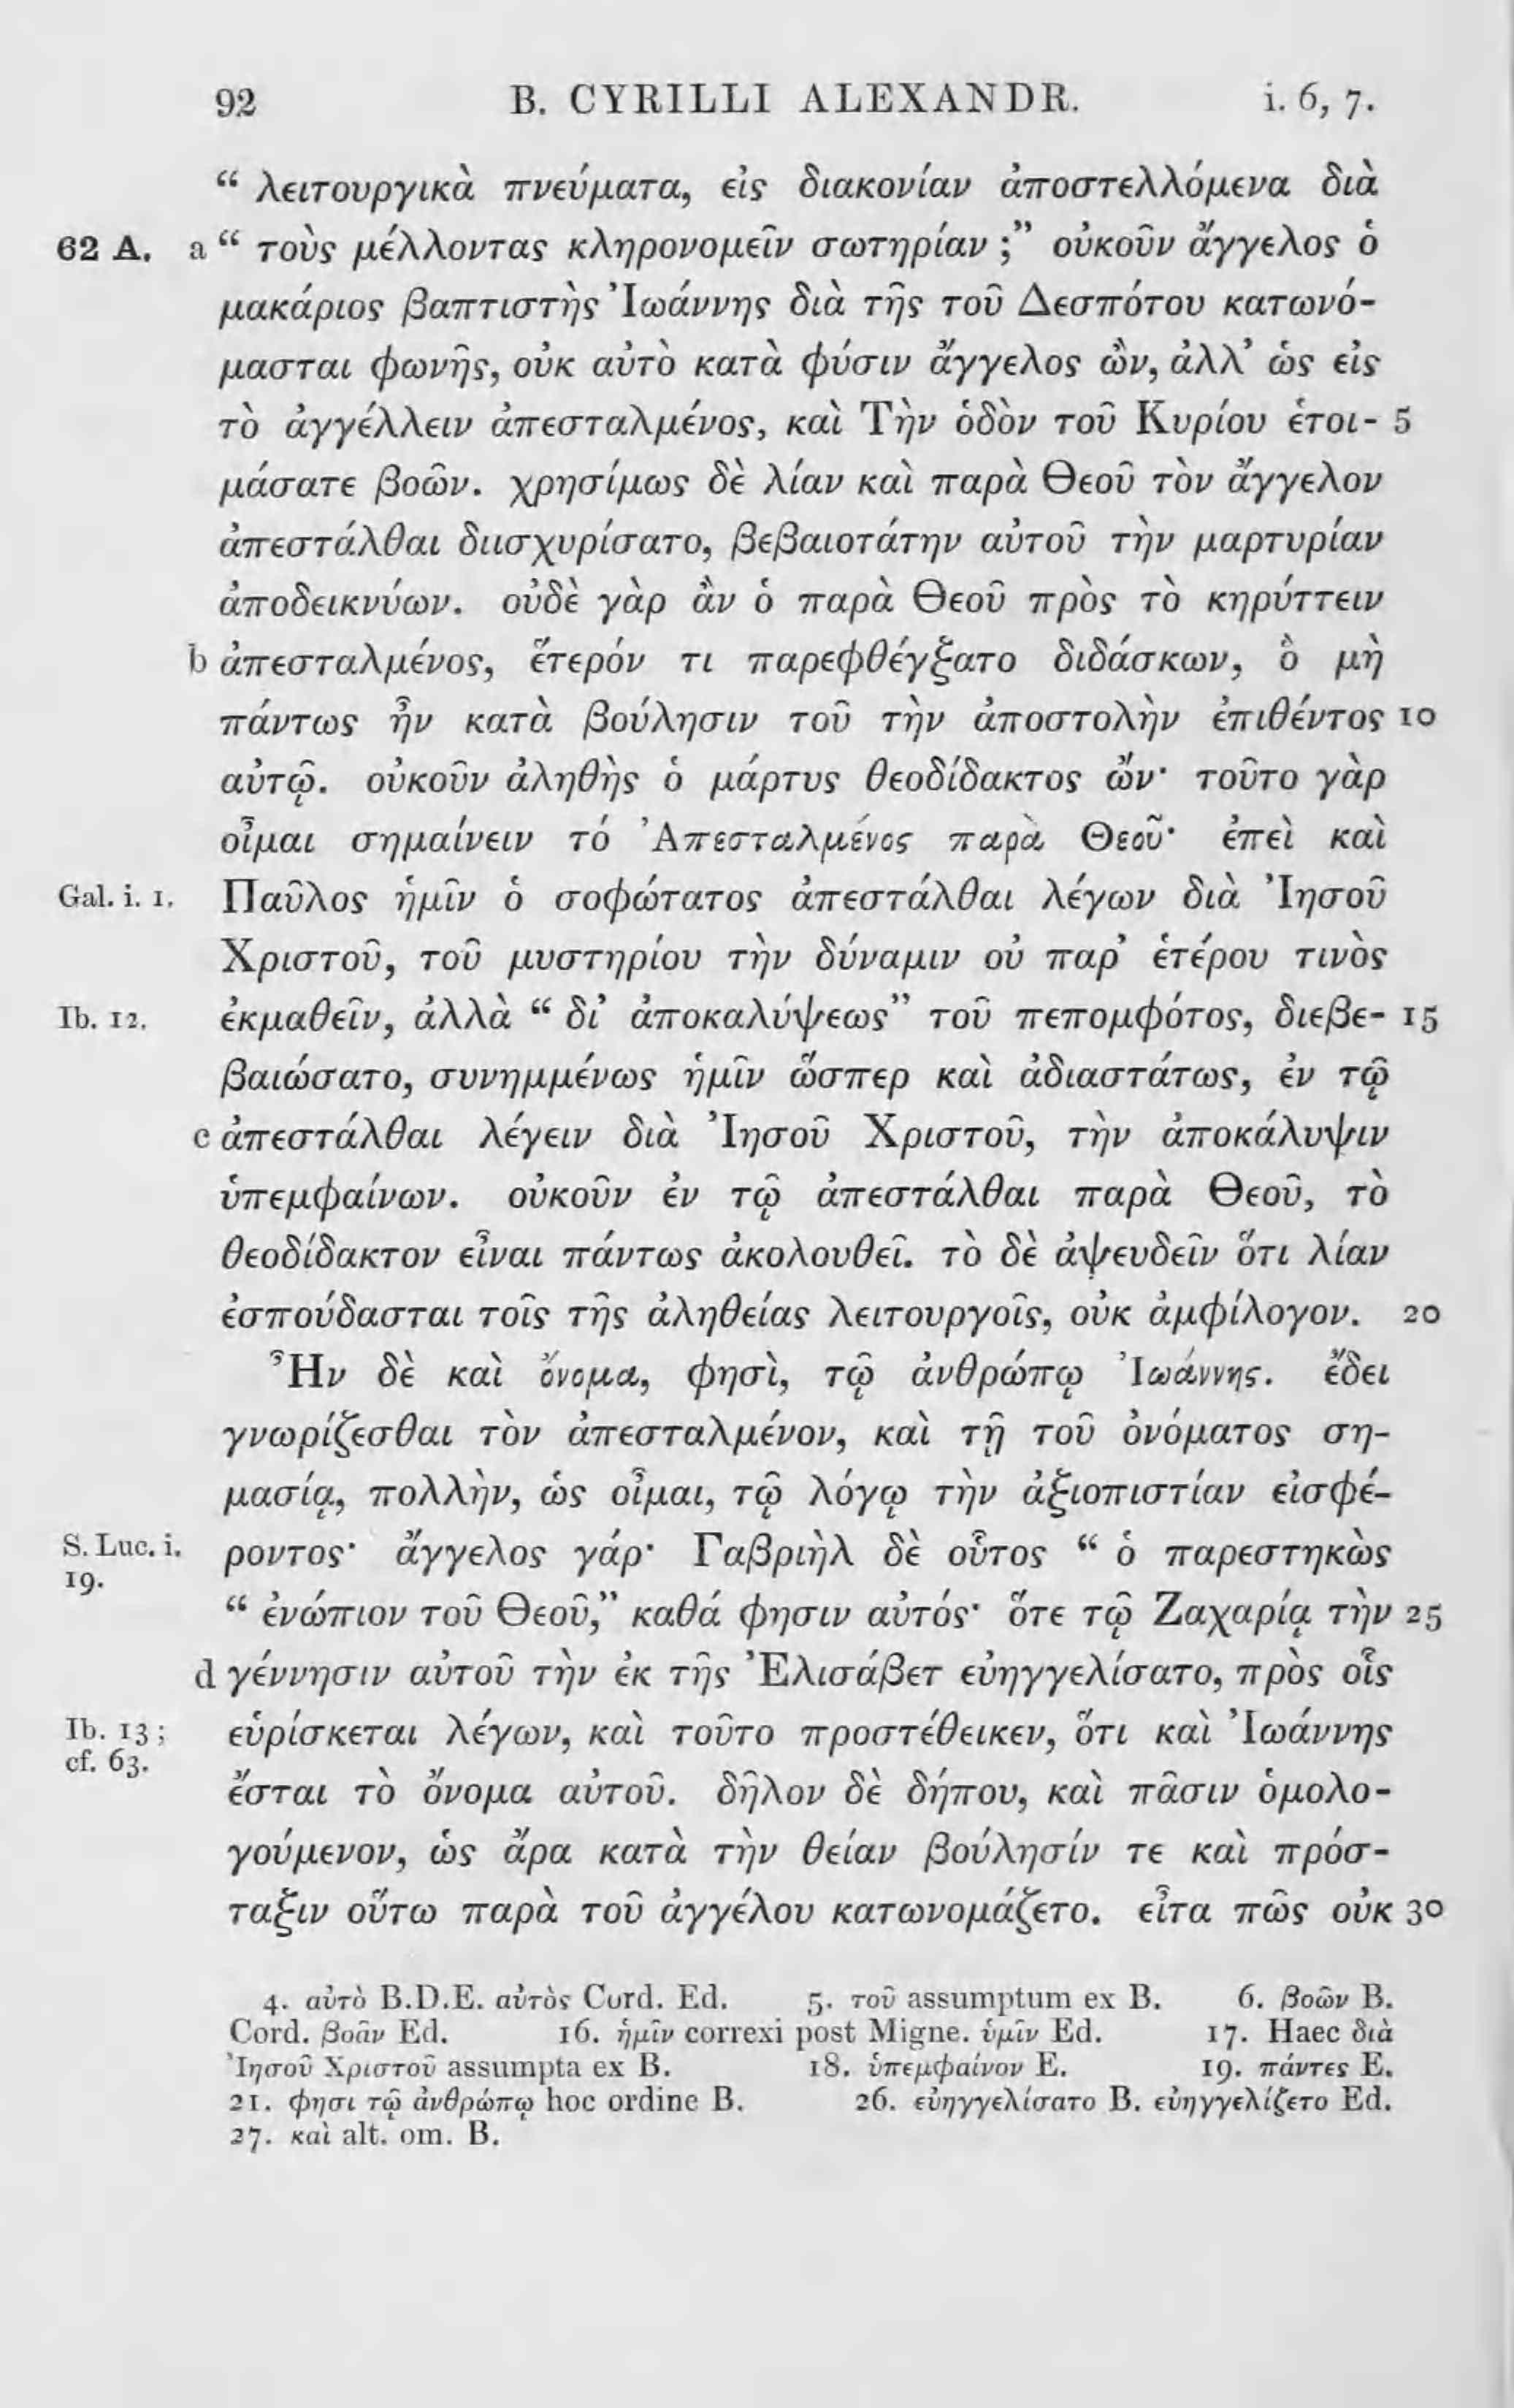 92 B. CYRILLI ALEXANDR. i. 6, 7.
“ λειτουργικὰ πνεύματα, εἰς διακονίαν ἀποστελλόμενα διὰ
62 A. a “ τοὺς μέλλοντας κληρονομεῖν σωτηρίαν ;” οὐκοῦν ἄγγελος ὁ
μακάριος βαπτιστὴς Ἰωάννης διὰ τῆς τοῦ Δεσπότου κατωνό-
μασται φωνῆς, οὐκ αὐτὸ κατὰ φύσιν ἄγγελος ὢν, ἀλλ’ ὡς εἰς
τὸ ἀγγέλλειν ἀπεσταλμένος, καὶ Τὴν ὁδὸν τοῦ Κυρίου ἑτοι- 5
μάσατε βοῶν. χρησίμως δὲ λίαν καὶ παρὰ Θεοῦ τὸν ἄγγελον
ἀπεστάλθαι διισχυρίσατο, βεβαιοτάτην αὐτοῦ τὴν μαρτυρίαν
ἀποδεικνύων. οὐδὲ γὰρ ἂν ὁ παρὰ Θεοῦ πρὸς τὸ κηρύττειν
b ἀπεσταλμένος, ἕτερόν τι παρεφθέγξατο διδάσκων, ὃ μὴ
πάντως ἦν κατὰ βούλησιν τοῦ τὴν ἀποστολὴν ἐπιθέντος 10
αὐτῷ. οὐκοῦν ἀληθὴς ὁ μάρτυς θεοδίδακτος ὤν· τοῦτο γὰρ
οἶμαι σημαίνειν τό Ἀπεσταλμένος παρὰ Θεοῦ· ἐπεὶ καὶ
Gal. i. 1. Παῦλος ἡμῖν ὁ σοφώτατος ἀπεστάλθαι λέγων διὰ Ἰησοῦ
Χριστοῦ, τοῦ μυστηρίου τὴν δύναμιν οὐ παρ’ ἑτέρου τινὸς
Ib. 12. ἐκμαθεῖν, ἀλλὰ “ δι’ ἀποκαλύψεως” τοῦ πεπομφότος, διεβε- 15
βαιώσατο, συνημμένως ἡμῖν ὥσπερ καὶ ἀδιαστάτως, ἐν τῷ
c ἀπεστάλθαι λέγειν διὰ Ἰησοῦ Χριστοῦ, τὴν ἀποκάλυψιν
ὑπεμφαίνων. οὐκοῦν ἐν τῷ ἀπεστάλθαι παρὰ Θεοῦ, τὸ
θεοδίδακτον εἶναι πάντως ἀκολουθεῖ. τὸ δὲ ἀψευδεῖν ὅτι λίαν
ἐσπούδασται τοῖς τῆς ἀληθείας λειτουργοῖς, οὐκ ἀμφίλογον. 20
Ἦν δὲ καὶ ὄνομα, φησὶ, τῷ ἀνθρώπῳ Ἰωάννης. ἔδει
γνωρίζεσθαι τὸν ἀπεσταλμένον, καὶ τῇ τοῦ ὀνόματος ση-
μασίᾳ, πολλὴν, ὡς οἶμαι, τῷ λόγῳ τὴν ἀξιοπιστίαν εἰσφέ-
S. Luc. i. 19. ροντος· ἄγγελος γάρ· Γαβριὴλ δὲ οὗτος “ ὁ παρεστηκὼς
“ ἐνώπιον τοῦ Θεοῦ,” καθά φησιν αὐτός· ὅτε τῷ Ζαχαρίᾳ τὴν 25
d γέννησιν αὐτοῦ τὴν ἐκ τῆς Ἐλισάβετ εὐηγγελίσατο, πρὸς οἷς
Ib. 13 ; cf. 63. εὑρίσκεται λέγων, καὶ τοῦτο προστέθεικεν, ὅτι καὶ Ἰωάννης
ἔσται τὸ ὄνομα αὐτοῦ. δῆλον δὲ δήπου, καὶ πᾶσιν ὁμολο-
γούμενον, ὡς ἄρα κατὰ τὴν θείαν βούλησίν τε καὶ πρόσ-
ταξιν οὕτω παρὰ τοῦ ἀγγέλου κατωνομάζετο. εἶτα πῶς οὐκ 30
4. αὐτὸ B.D.E. αὐτὸς Cord. Ed. 5. τοῦ assumptum ex B. 6. βοῶν B.
Cord. βοᾶν Ed. 16. ἡμῖν correxi post Migne. ὑμῖν Ed. 17. Haec διὰ
Ἰησοῦ Χριστοῦ assumpta ex B. 18. ὑπεμφαίνον E. 19. πάντες E.
21. φησι τῷ ἀνθρώπῳ hoc ordine B. 26. εὐηγγελίσατο B. εὐηγγελίζετο Ed.
27. καὶ alt. om. B.